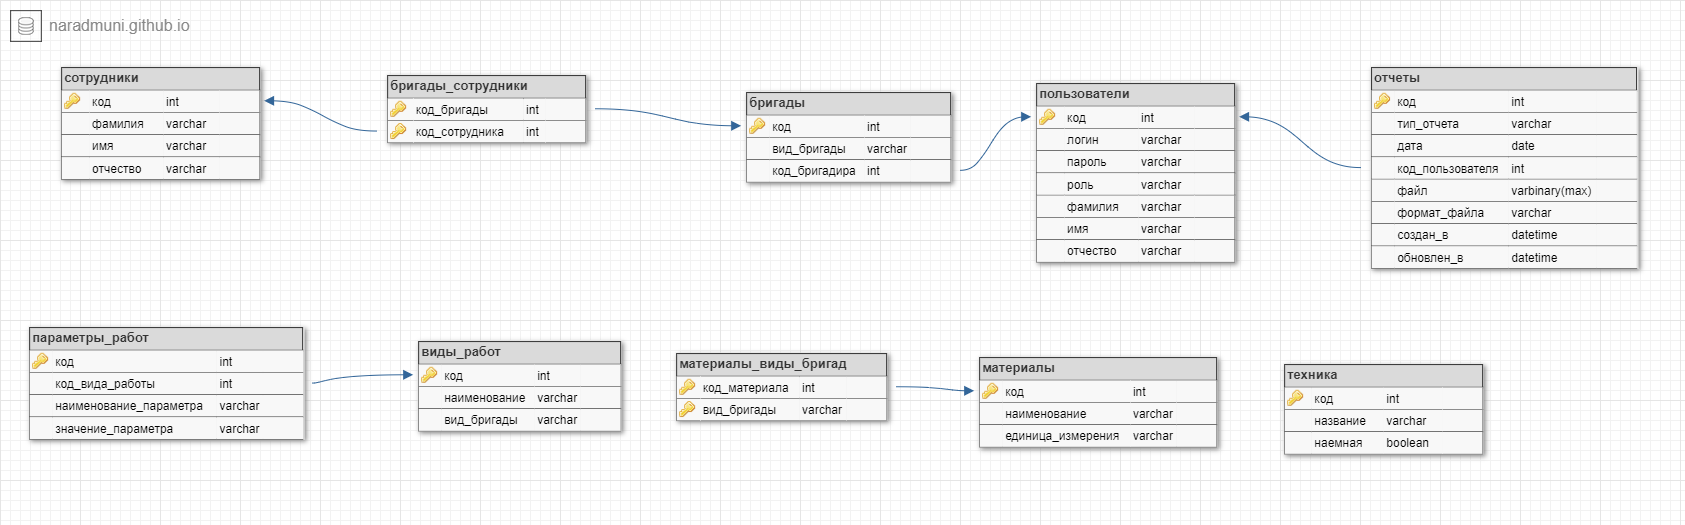 naradmuni.github.io
сотрудники
код int
фамилия varchar
имя varchar
отчество varchar
бригады_сотрудники
код_бригады int
код_сотрудника int
бригады
код int
вид_бригады varchar
код_бригадира int
пользователи
код int
логин varchar
пароль varchar
роль varchar
фамилия varchar
имя varchar
отчество varchar
отчеты
код int
тип_отчета varchar
дата date
код_пользователя int
файл varbinary(max)
формат_файла varchar
создан_в datetime
обновлен_в datetime
параметры_работ
код int
код_вида_работы int
наименование_параметра varchar
значение_параметра varchar
виды_работ
код int
наименование varchar
вид_бригады varchar
материалы_виды_бригад
код_материала int
вид_бригады varchar
материалы
код int
наименование varchar
единица_измерения varchar
техника
код int
название varchar
наемная boolean